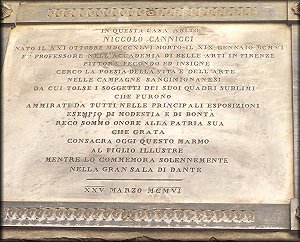 IN QUESTA CASA ABITÒ
NICCOLO CANNICCI
NATO IL XXI OTTOBRE MDCCCXLVI MORTO IL XIX GENNAIO MCMVI
FU PROFESSORE NELL'ACCADEMIA DI BELLE ARTI IN FIRENZE
PITTORE FECONDO ED INSIGNE
CERCO LA POESIA DELLA VITA E DELL'ARTE
NELLE CAMPAGNE SANGIMIGNANESI
DA CUI TOLSE I SOGGETTI DEI SUOI QUADRI SUBLIMI
CHE FURONO
AMMIRATE DA TUTTI NELLE PRINCIPALI ESPOSIZIONI
ESEMPIO DI MODESTIA E DI BONTA
RECO SOMMO ONORE ALLA PATRIA SUA
CHE GRATA
CONSACRA OGGI QUESTO MARMO
AL FIGLIO ILLUSTRE
MENTRE LO COMMEMORA SOLENNEMENTE
NELLA GRAN SALA DI DANTE
XXV MARZO MCMVI